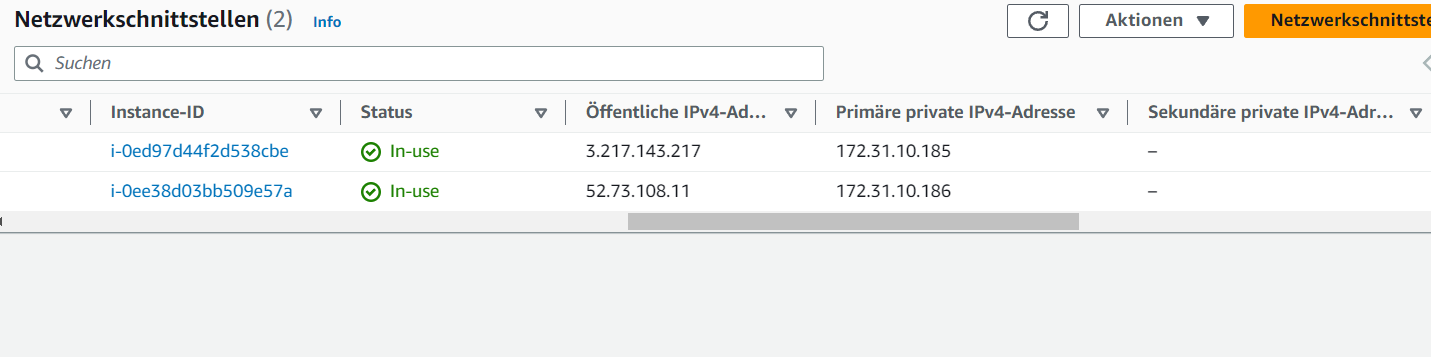 Netzwerkschnittstellen (2) Info Aktionen Netzwerkschnittste
Suchen
Instance-ID Status Öffentliche IPv4-Ad... Primäre private IPv4-Adresse Sekundäre private IPv4-Adr...
i-0ed97d44f2d538cbe In-use 3.217.143.217 172.31.10.185 –
i-0ee38d03bb509e57a In-use 52.73.108.11 172.31.10.186 –